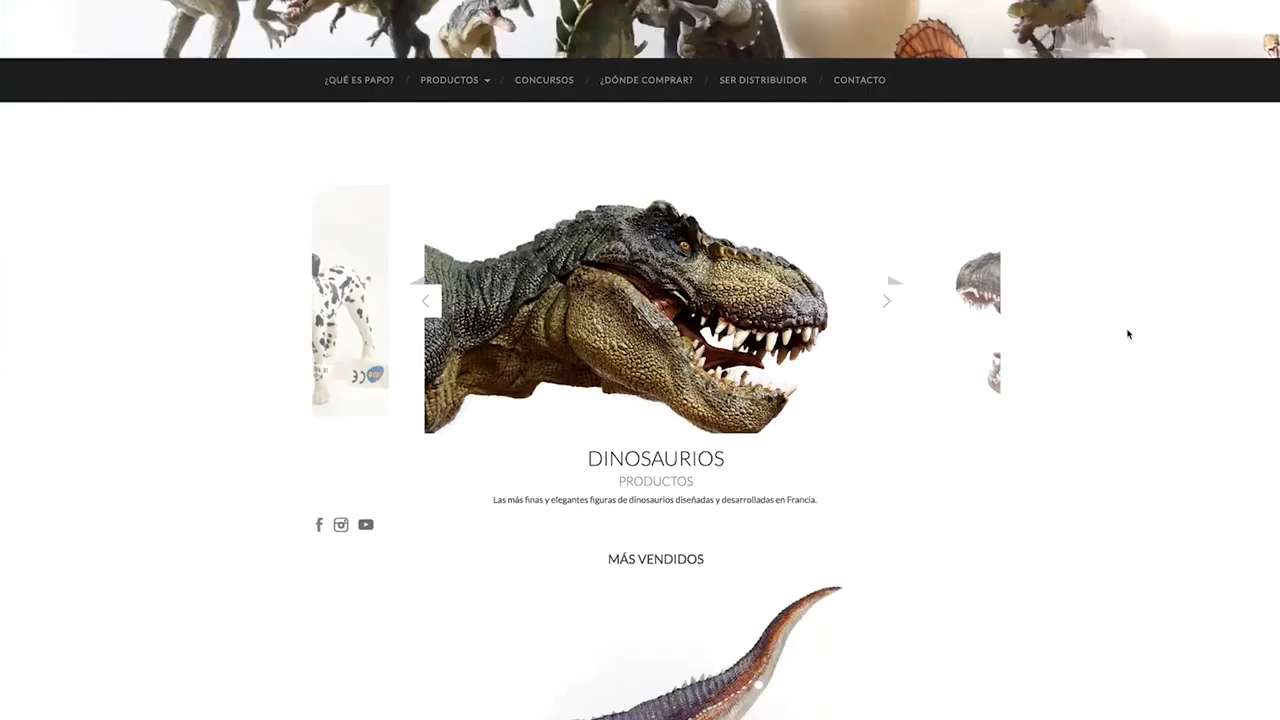 ¿QUÉ ES PAPO? / PRODUCTOS / CONCURSOS / ¿DÓNDE COMPRAR? / SER DISTRIBUIDOR / CONTACTO
CE
DINOSAURIOS
PRODUCTOS
Las más finas y elegantes figuras de dinosaurios diseñadas y desarrolladas en Francia.
MÁS VENDIDOS